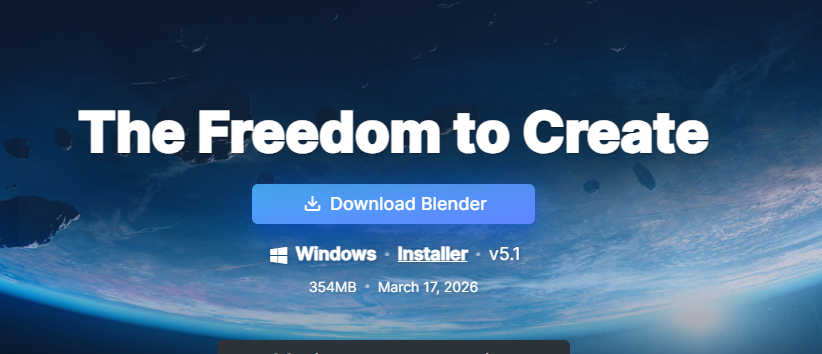 The Freedom to Create
Download Blender
Windows · Installer · v5.1
354MB · March 17, 2026